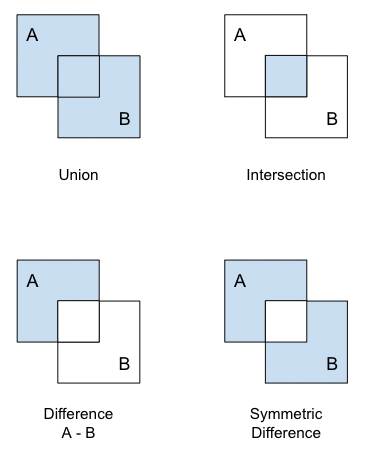 A
B
Union
A
B
Intersection
A
B
Difference
A - B
A
B
Symmetric
Difference